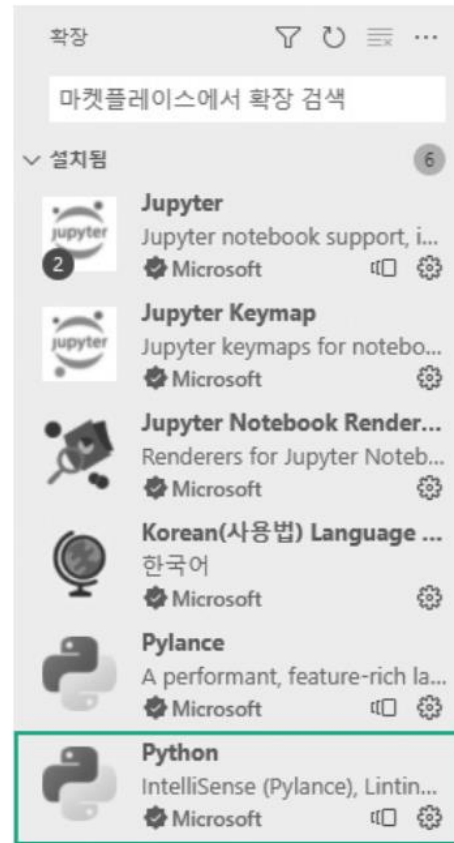 확장
마켓플레이스에서 확장 검색
설치됨 6
Jupyter
Jupyter notebook support, i...
Microsoft
jupyter
2
Jupyter Keymap
Jupyter keymaps for notebo...
Microsoft
jupyter
Jupyter Notebook Render...
Renderers for Jupyter Noteb...
Microsoft
Korean(사용법) Language ...
한국어
Microsoft
Pylance
A performant, feature-rich la...
Microsoft
Python
IntelliSense (Pylance), Lintin...
Microsoft